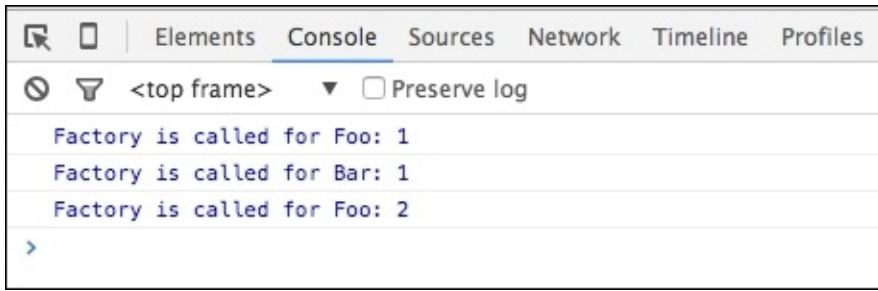 Elements Console Sources Network Timeline Profiles
<top frame> ▼ Preserve log
Factory is called for Foo: 1
Factory is called for Bar: 1
Factory is called for Foo: 2
>